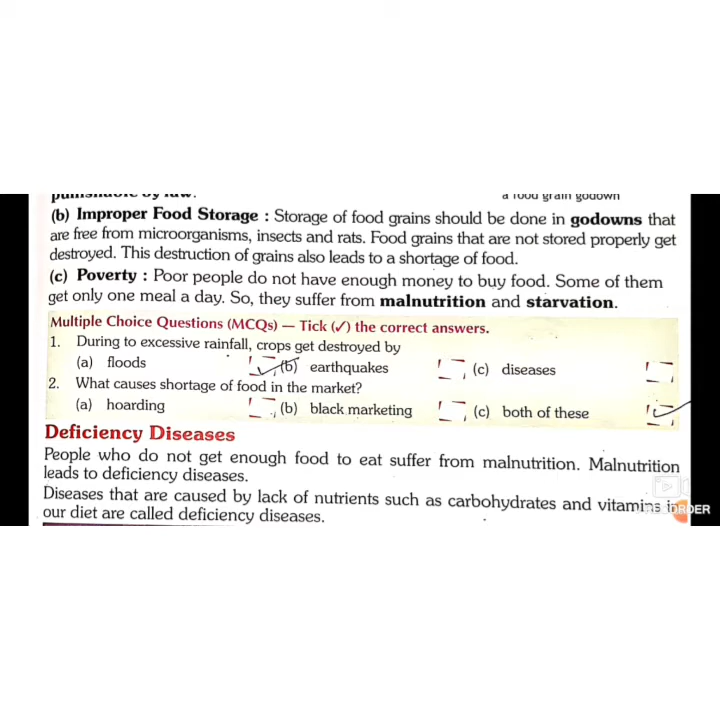 punishable by law.
a food grain godown
(b) Improper Food Storage : Storage of food grains should be done in godowns that
are free from microorganisms, insects and rats. Food grains that are not stored properly get
destroyed. This destruction of grains also leads to a shortage of food.
(c) Poverty : Poor people do not have enough money to buy food. Some of them
get only one meal a day. So, they suffer from malnutrition and starvation.
Multiple Choice Questions (MCQs) — Tick (✓) the correct answers.
1. During to excessive rainfall, crops get destroyed by
(a) floods (b) earthquakes (c) diseases
2. What causes shortage of food in the market?
(a) hoarding (b) black marketing (c) both of these
Deficiency Diseases
People who do not get enough food to eat suffer from malnutrition. Malnutrition
leads to deficiency diseases.
Diseases that are caused by lack of nutrients such as carbohydrates and vitamins in
our diet are called deficiency diseases.